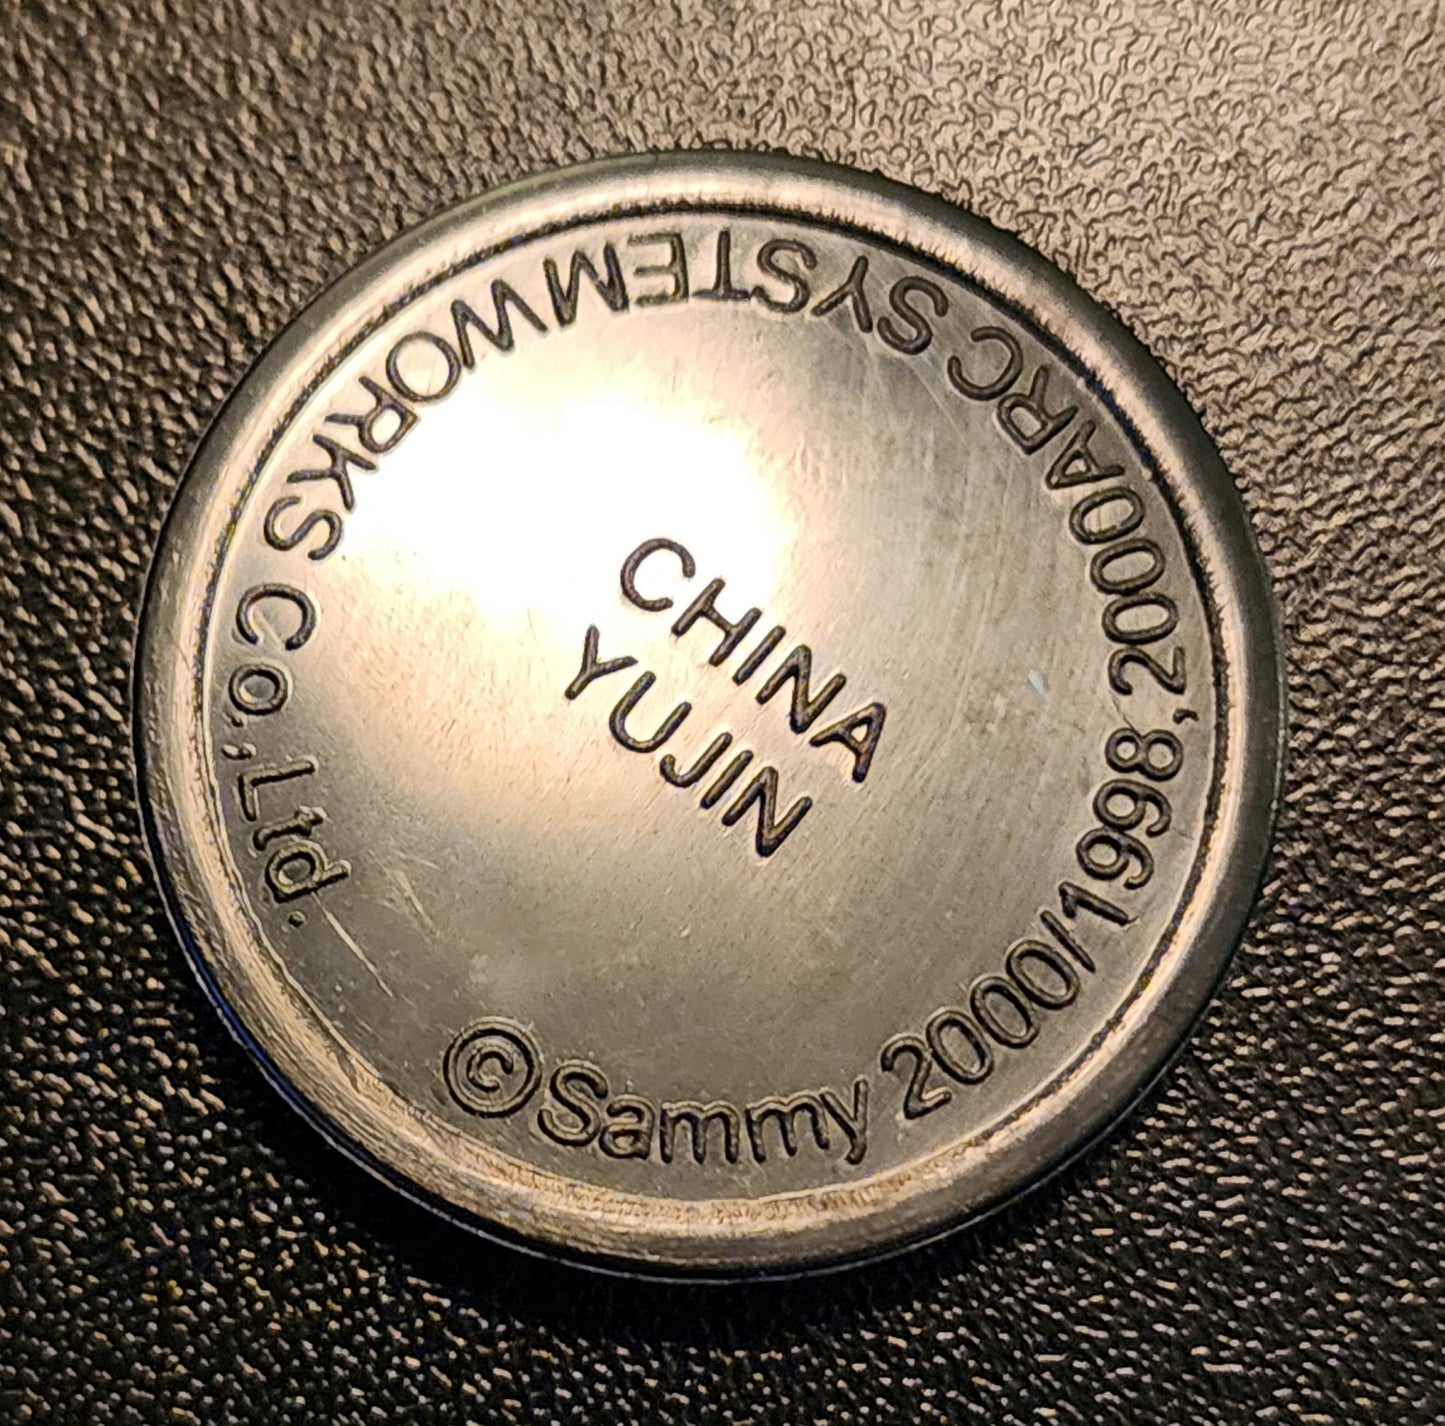 ©Sammy 2000/1998,2000ARC SYSTEMWORKS Co.,Ltd.
CHINA
YUJIN